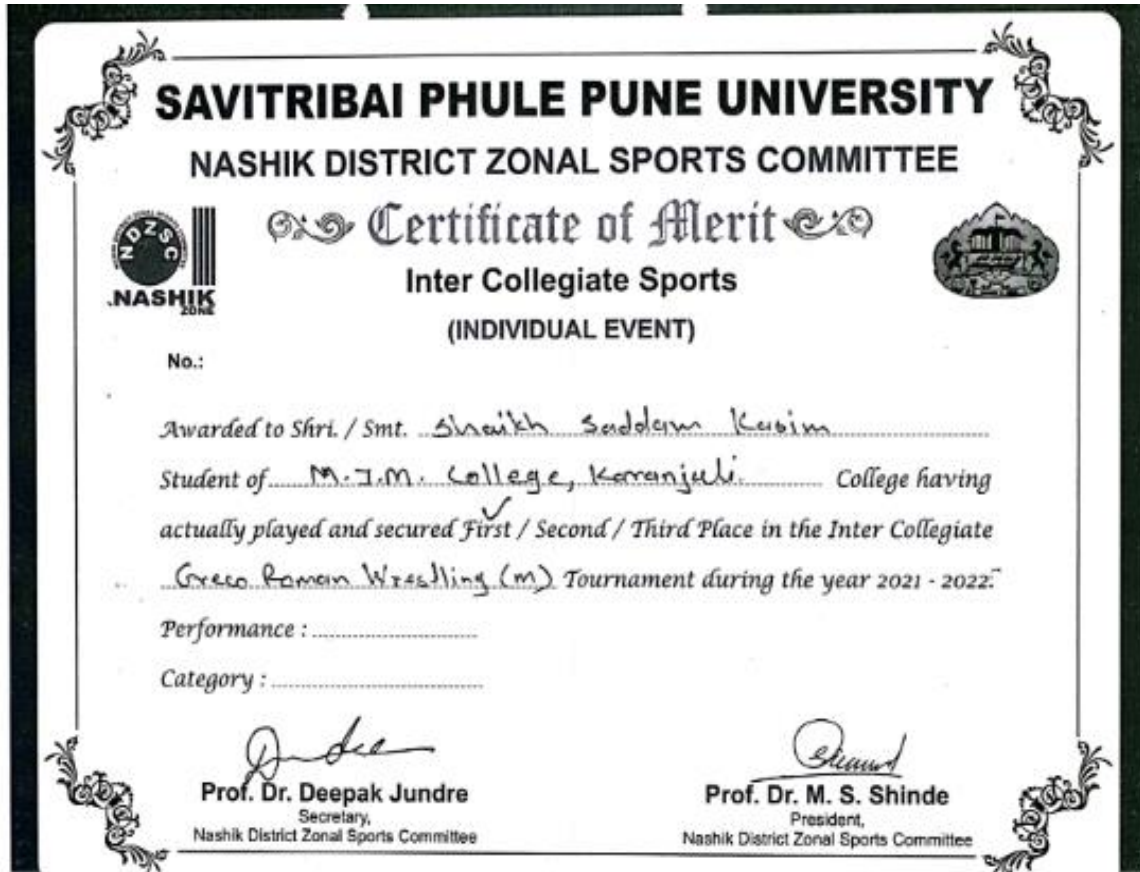 SAVITRIBAI PHULE PUNE UNIVERSITY
NASHIK DISTRICT ZONAL SPORTS COMMITTEE
NDZSC
NASHIK
ZONE
Certificate of Merit
Inter Collegiate Sports
(INDIVIDUAL EVENT)
No.:
Awarded to Shri. / Smt. Shaikh Saddam Kasim
Student of M.J.M. College, Karanjali. College having
actually played and secured First / Second / Third Place in the Inter Collegiate
Greco Roman Wrestling (m) Tournament during the year 2021 - 2022.
Performance :
Category :
Prof. Dr. Deepak Jundre
Secretary,
Nashik District Zonal Sports Committee
Prof. Dr. M. S. Shinde
President,
Nashik District Zonal Sports Committee